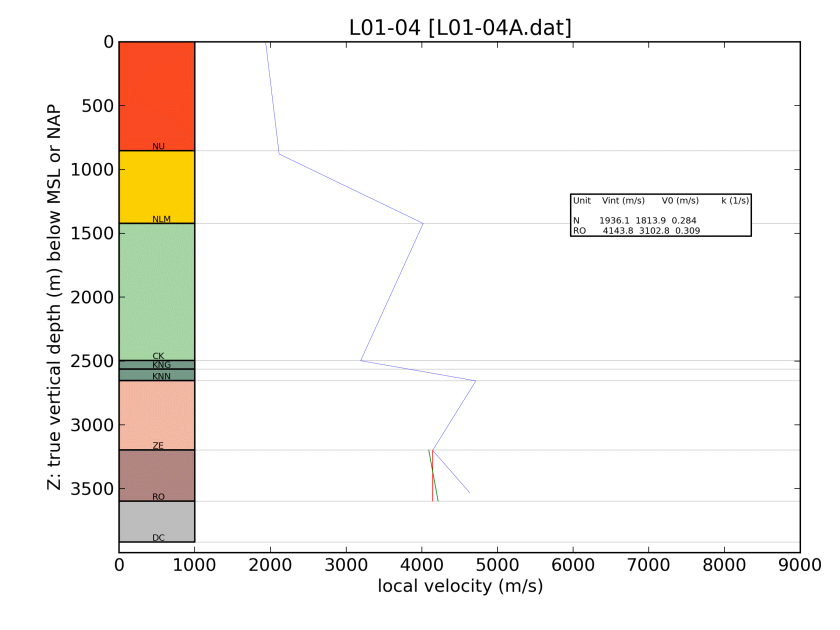 L01-04 [L01-04A.dat]
Z: true vertical depth (m) below MSL or NAP
0
500
1000
1500
2000
2500
3000
3500
NU
NLM
CK
KNG
KNN
ZE
RO
DC
Unit Vint (m/s) V0 (m/s) k (1/s)
N 1936.1 1813.9 0.284
RO 4143.8 3102.8 0.309
0 1000 2000 3000 4000 5000 6000 7000 8000 9000
local velocity (m/s)